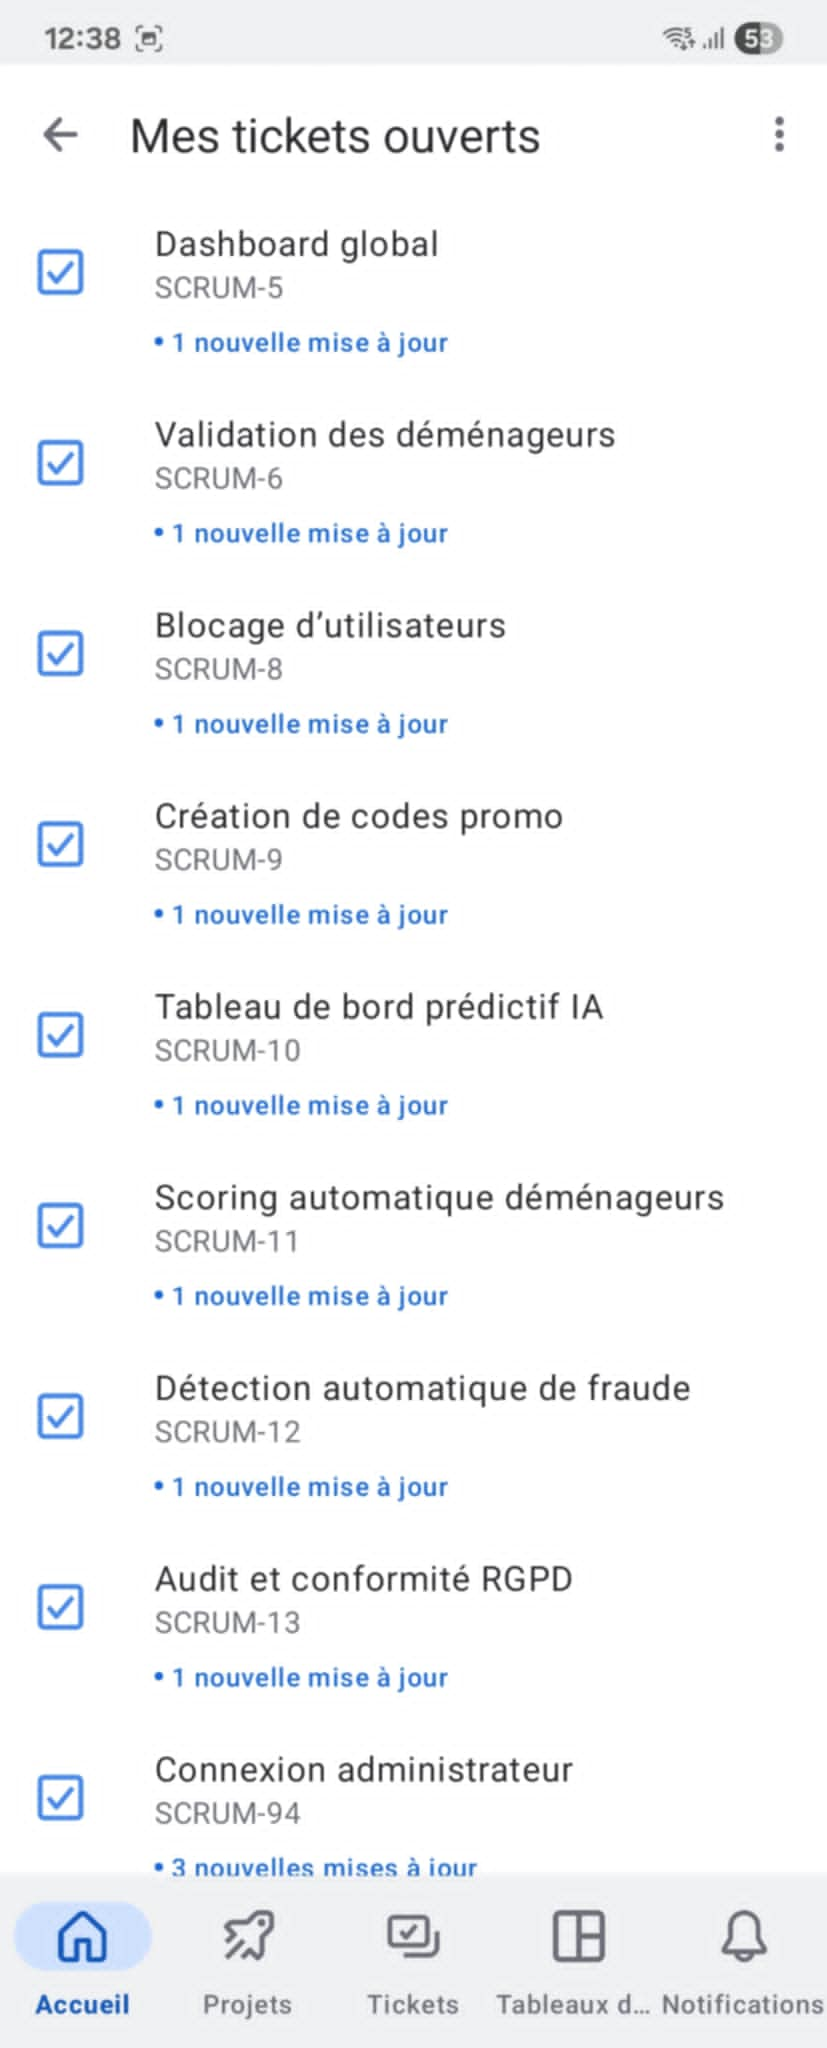 12:38
53
Mes tickets ouverts
Dashboard global
SCRUM-5
• 1 nouvelle mise à jour
Validation des déménageurs
SCRUM-6
• 1 nouvelle mise à jour
Blocage d’utilisateurs
SCRUM-8
• 1 nouvelle mise à jour
Création de codes promo
SCRUM-9
• 1 nouvelle mise à jour
Tableau de bord prédictif IA
SCRUM-10
• 1 nouvelle mise à jour
Scoring automatique déménageurs
SCRUM-11
• 1 nouvelle mise à jour
Détection automatique de fraude
SCRUM-12
• 1 nouvelle mise à jour
Audit et conformité RGPD
SCRUM-13
• 1 nouvelle mise à jour
Connexion administrateur
SCRUM-94
• 3 nouvelles mises à jour
Accueil
Projets
Tickets
Tableaux d...
Notifications